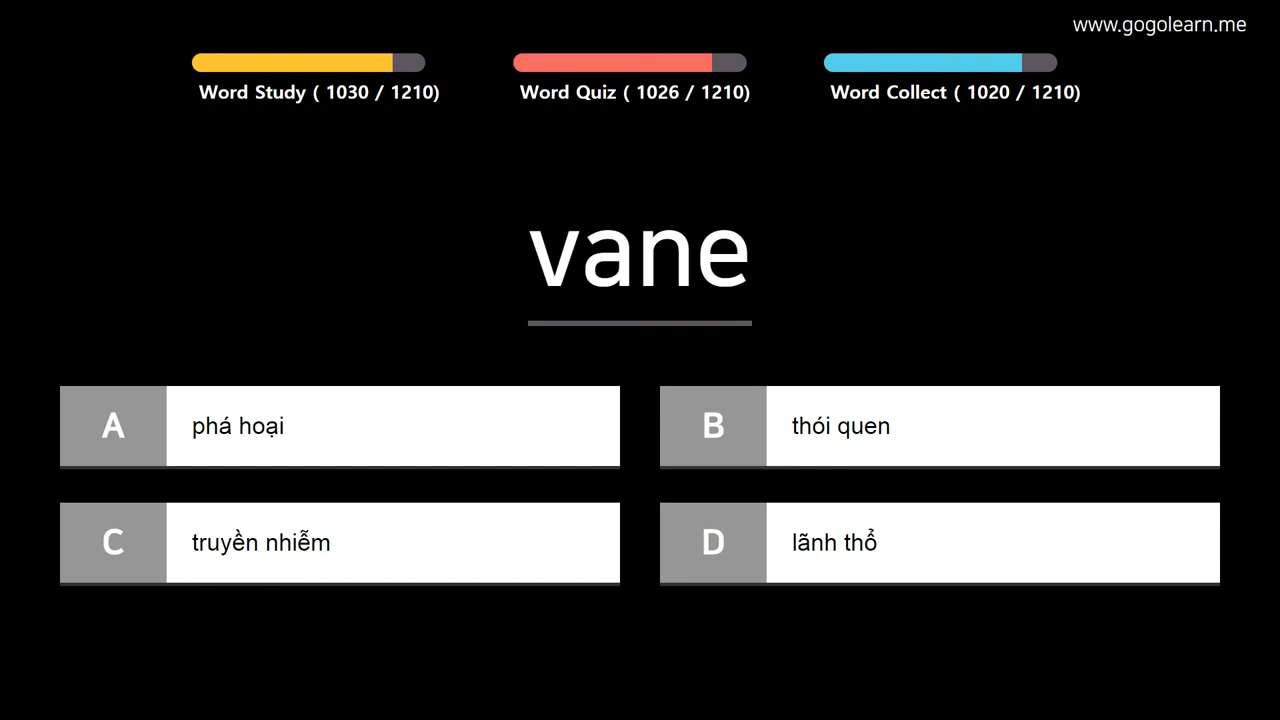 www.gogolearn.me
Word Study ( 1030 / 1210)
Word Quiz ( 1026 / 1210)
Word Collect ( 1020 / 1210)
vane
A phá hoại
B thói quen
C truyền nhiễm
D lãnh thổ